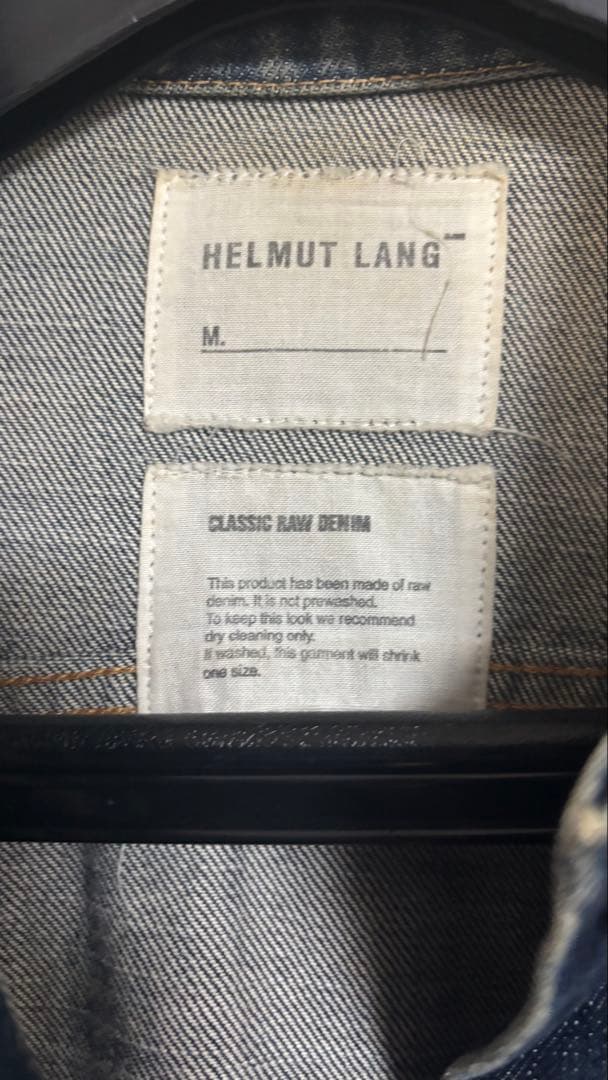 HELMUT LANG
M.
CLASSIC RAW DENIM
This product has been made of raw
denim. It is not prewashed.
To keep this look we recommend
dry cleaning only.
If washed, this garment will shrink
one size.